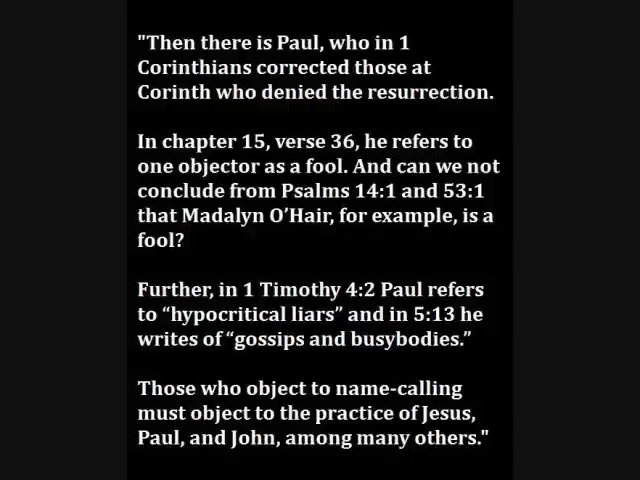 "Then there is Paul, who in 1
Corinthians corrected those at
Corinth who denied the resurrection.
In chapter 15, verse 36, he refers to
one objector as a fool. And can we not
conclude from Psalms 14:1 and 53:1
that Madalyn O’Hair, for example, is a
fool?
Further, in 1 Timothy 4:2 Paul refers
to “hypocritical liars” and in 5:13 he
writes of “gossips and busybodies.”
Those who object to name-calling
must object to the practice of Jesus,
Paul, and John, among many others."